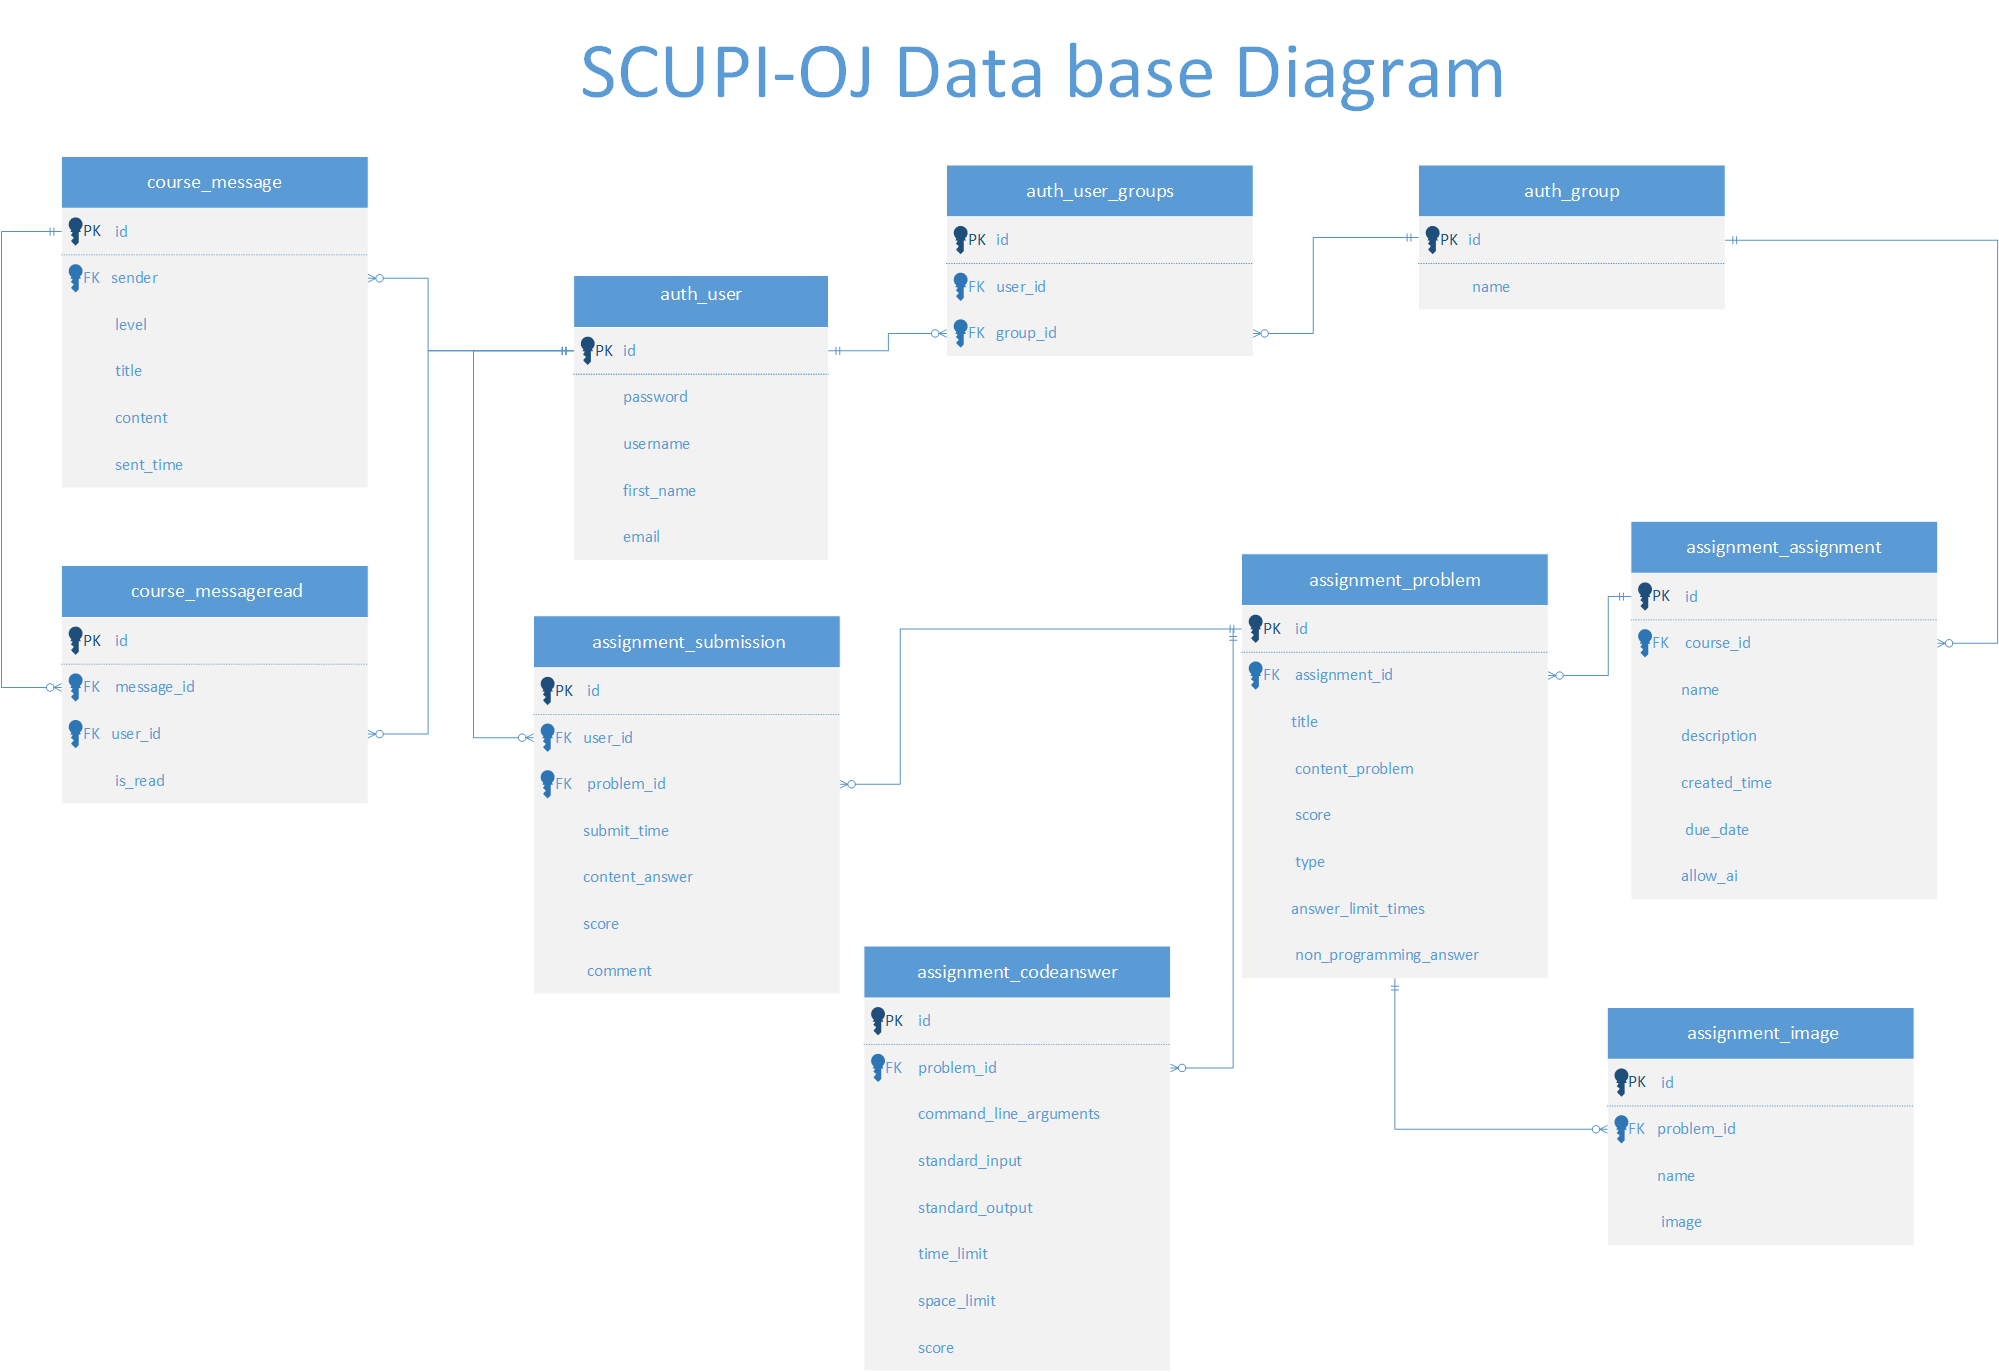 SCUPI-OJ Data base Diagram
course_message
PK id
FK sender
level
title
content
sent_time
course_messageread
PK id
FK message_id
FK user_id
is_read
auth_user
PK id
password
username
first_name
email
assignment_submission
PK id
FK user_id
FK problem_id
submit_time
content_answer
score
comment
auth_user_groups
PK id
FK user_id
FK group_id
auth_group
PK id
name
assignment_codeanswer
PK id
FK problem_id
command_line_arguments
standard_input
standard_output
time_limit
space_limit
score
assignment_problem
PK id
FK assignment_id
title
content_problem
score
type
answer_limit_times
non_programming_answer
assignment_assignment
PK id
FK course_id
name
description
created_time
due_date
allow_ai
assignment_image
PK id
FK problem_id
name
image